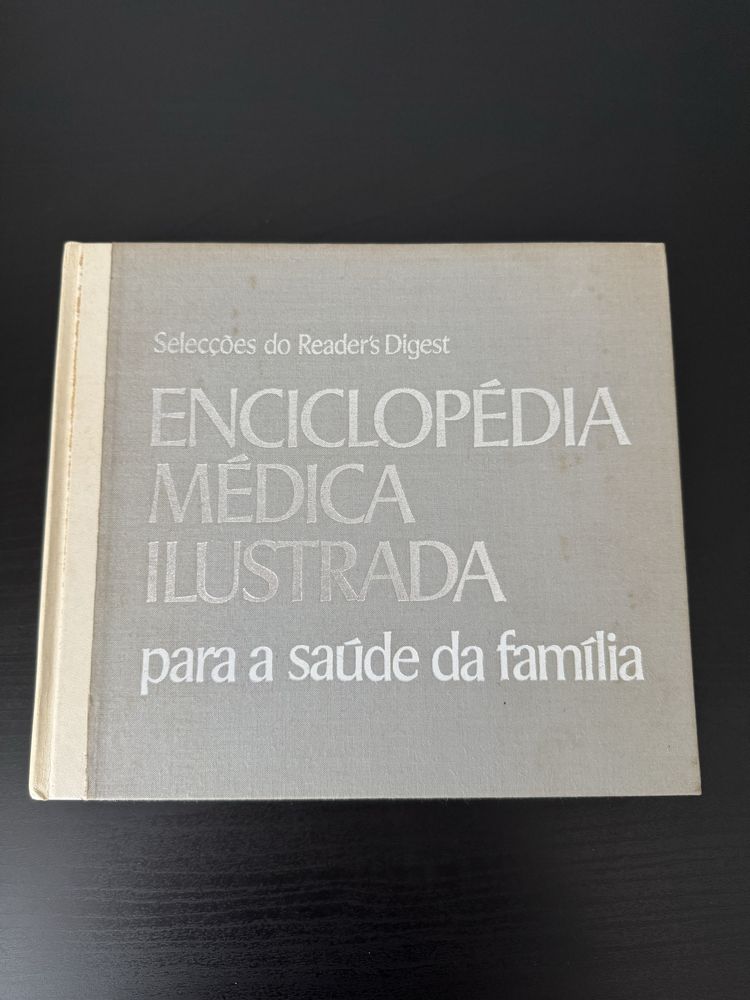 Selecções do Reader's Digest
ENCICLOPÉDIA
MÉDICA
ILUSTRADA
para a saúde da família